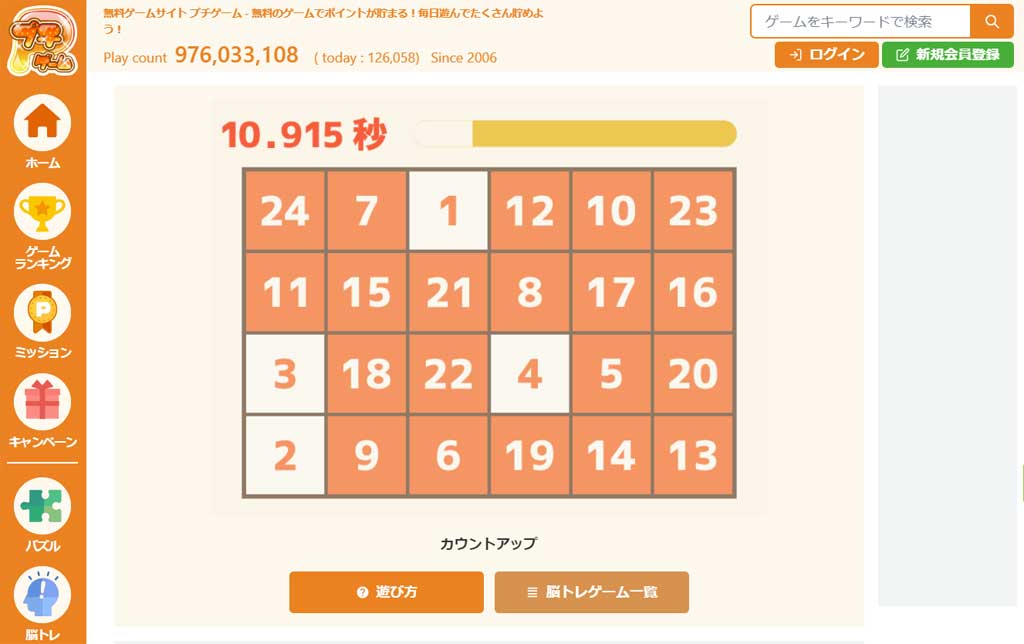 無料ゲームサイト プチゲーム - 無料のゲームでポイントが貯まる！毎日遊んでたくさん貯めよ
う！
ゲームをキーワードで検索
プチ
ゲーム
Play count 976,033,108 ( today : 126,058) Since 2006
ログイン
新規会員登録
ホーム
ゲーム
ランキング
P
ミッション
キャンペーン
パズル
脳トレ
10.915 秒
24 7 1 12 10 23
11 15 21 8 17 16
3 18 22 4 5 20
2 9 6 19 14 13
カウントアップ
? 遊び方
脳トレゲーム一覧